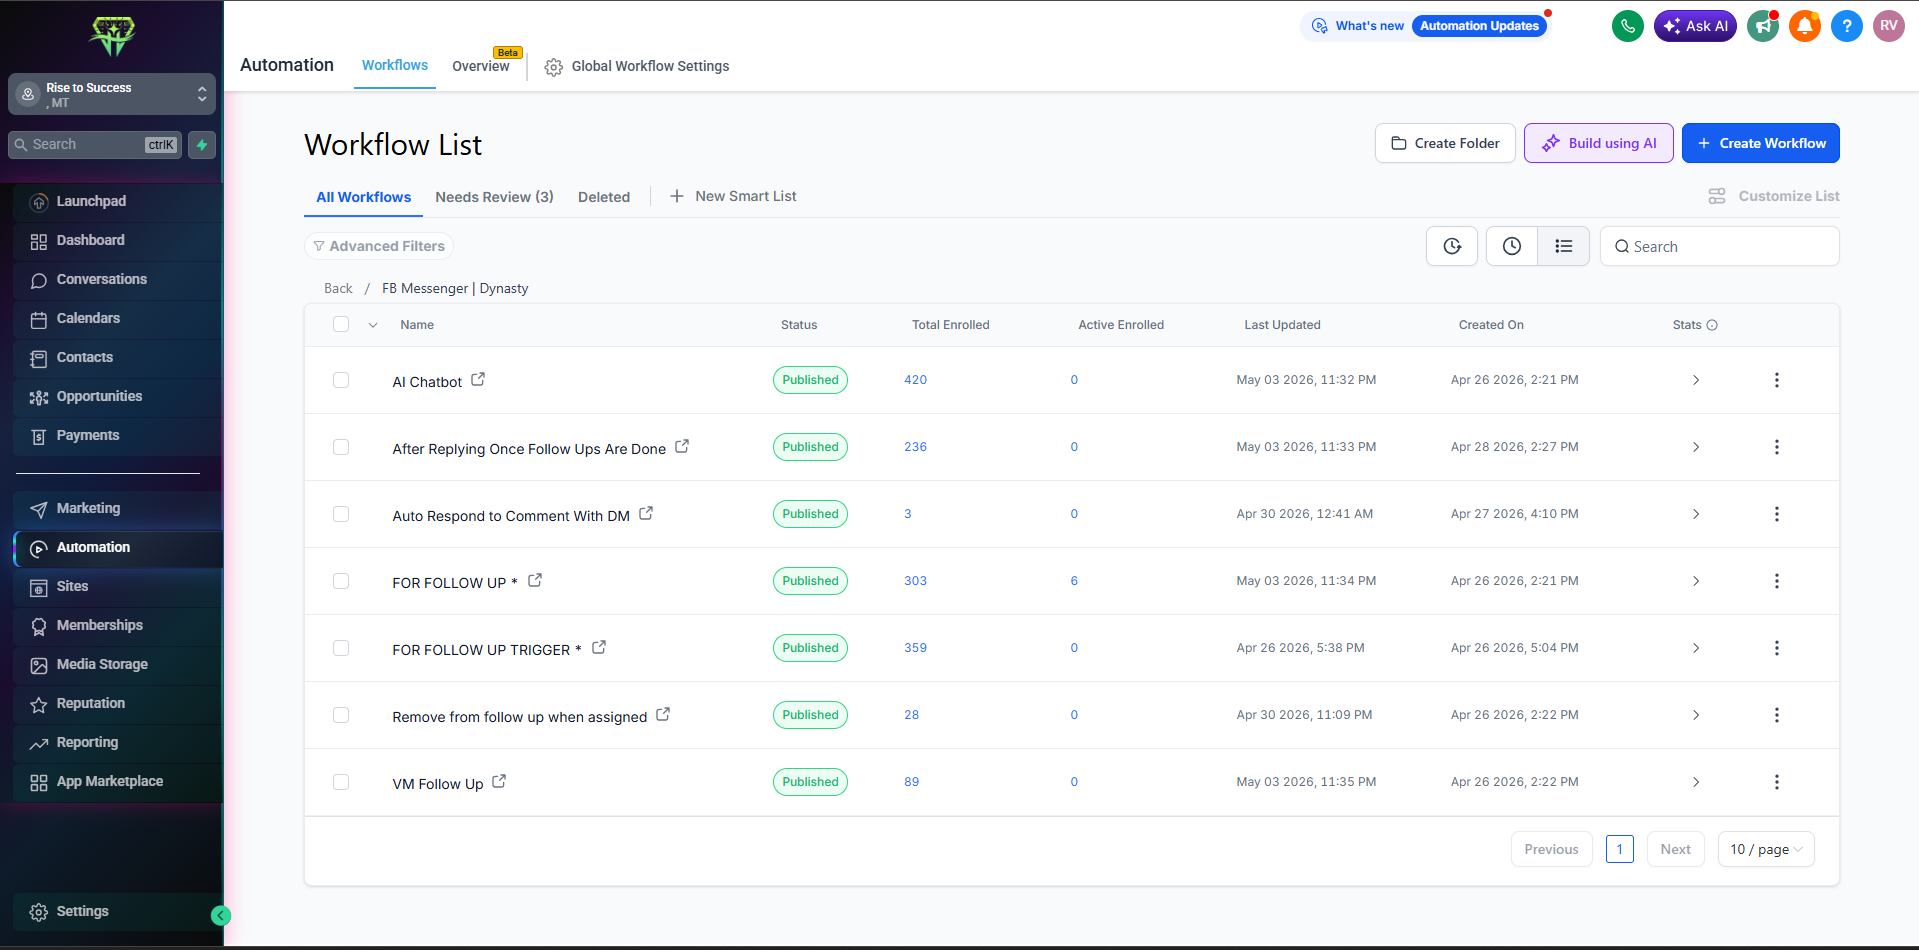 What's new Automation Updates
Ask AI
RV
Automation Workflows Overview Beta Global Workflow Settings
Rise to Success
, MT
Search ctrlK
Launchpad
Dashboard
Conversations
Calendars
Contacts
Opportunities
Payments
Marketing
Automation
Sites
Memberships
Media Storage
Reputation
Reporting
App Marketplace
Settings
Workflow List
Create Folder Build using AI + Create Workflow
All Workflows Needs Review (3) Deleted + New Smart List Customize List
Advanced Filters Search
Back / FB Messenger | Dynasty
Name Status Total Enrolled Active Enrolled Last Updated Created On Stats
AI Chatbot Published 420 0 May 03 2026, 11:32 PM Apr 26 2026, 2:21 PM
After Replying Once Follow Ups Are Done Published 236 0 May 03 2026, 11:33 PM Apr 28 2026, 2:27 PM
Auto Respond to Comment With DM Published 3 0 Apr 30 2026, 12:41 AM Apr 27 2026, 4:10 PM
FOR FOLLOW UP * Published 303 6 May 03 2026, 11:34 PM Apr 26 2026, 2:21 PM
FOR FOLLOW UP TRIGGER * Published 359 0 Apr 26 2026, 5:38 PM Apr 26 2026, 5:04 PM
Remove from follow up when assigned Published 28 0 Apr 30 2026, 11:09 PM Apr 26 2026, 2:22 PM
VM Follow Up Published 89 0 May 03 2026, 11:35 PM Apr 26 2026, 2:22 PM
Previous 1 Next 10 / page